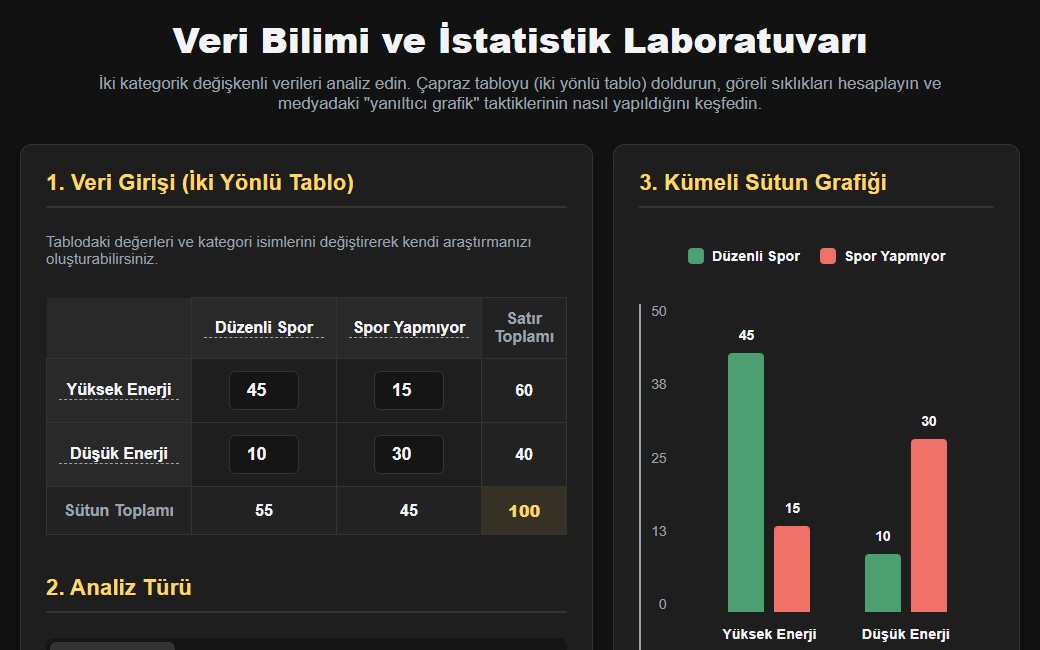 Veri Bilimi ve İstatistik Laboratuvarı
İki kategorik değişkenli verileri analiz edin. Çapraz tabloyu (iki yönlü tablo) doldurun, göreli sıklıkları hesaplayın ve
medyadaki "yanıltıcı grafik" taktiklerinin nasıl yapıldığını keşfedin.
1. Veri Girişi (İki Yönlü Tablo)
Tablodaki değerleri ve kategori isimlerini değiştirerek kendi araştırmanızı
oluşturabilirsiniz.
Düzenli Spor Spor Yapmıyor Satır
Toplamı
Yüksek Enerji 45 15 60
Düşük Enerji 10 30 40
Sütun Toplamı 55 45 100
2. Analiz Türü
3. Kümeli Sütun Grafiği
Düzenli Spor Spor Yapmıyor
50
45
38
30
25
15
13
10
0
Yüksek Enerji Düşük Enerji